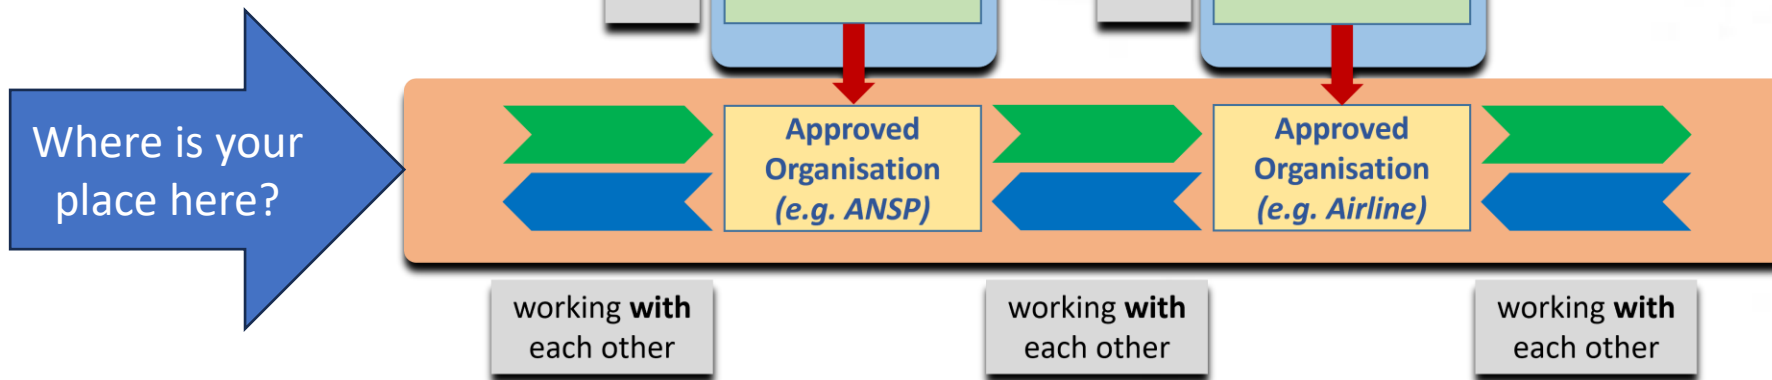 Where is your
place here?
Approved
Organisation
(e.g. ANSP)
Approved
Organisation
(e.g. Airline)
working with
each other
working with
each other
working with
each other